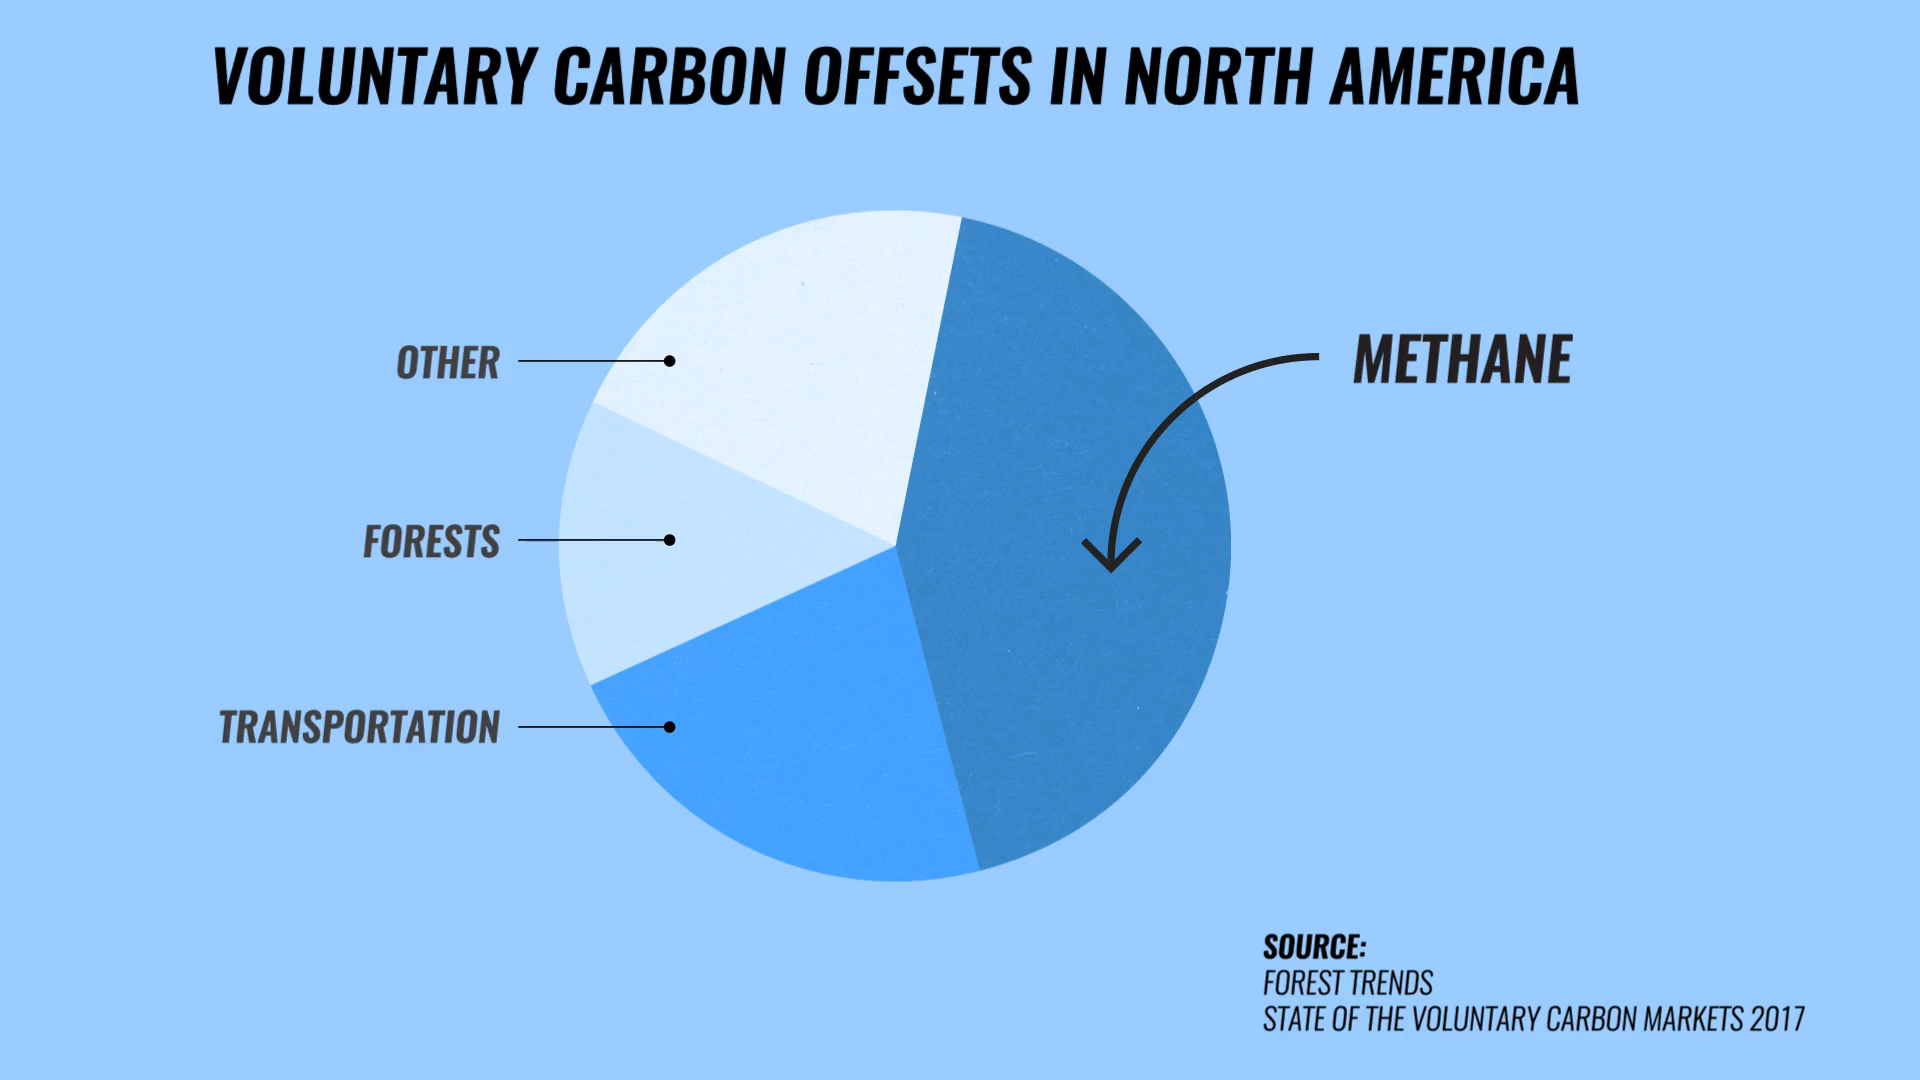 VOLUNTARY CARBON OFFSETS IN NORTH AMERICA
METHANE
OTHER
FORESTS
TRANSPORTATION
SOURCE:
FOREST TRENDS
STATE OF THE VOLUNTARY CARBON MARKETS 2017